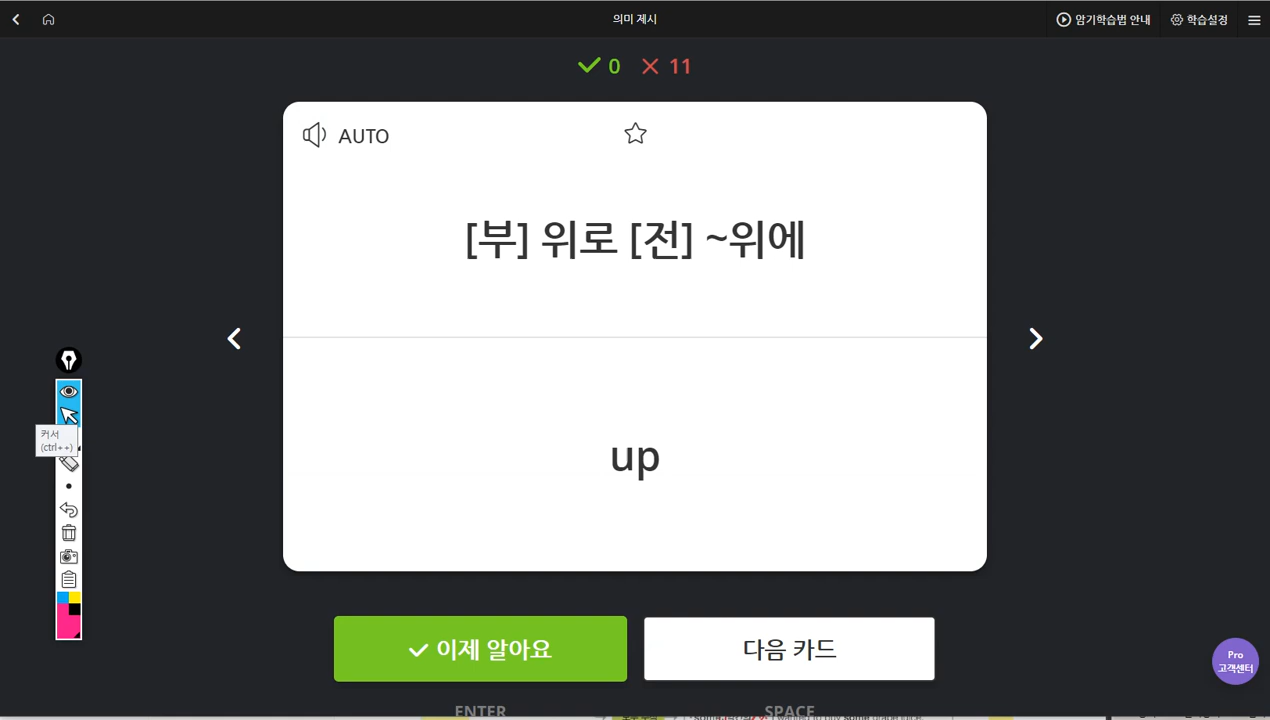 의미 제시
암기학습법 안내
학습설정
0 11
AUTO
[부] 위로 [전] ~위에
up
커서
(ctrl++)
이제 알아요
다음 카드
Pro
고객센터
ENTER
SPACE